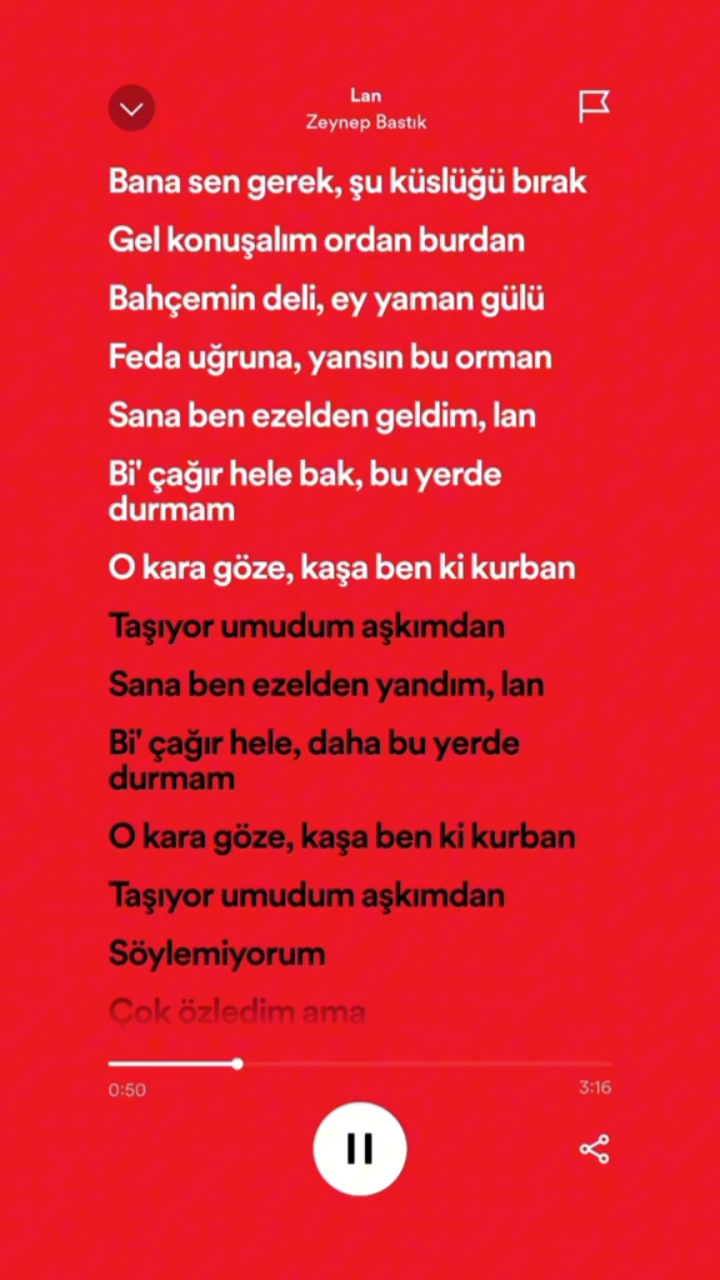 Lan
Zeynep Bastık
Bana sen gerek, şu küslüğü bırak
Gel konuşalım ordan burdan
Bahçemin deli, ey yaman gülü
Feda uğruna, yansın bu orman
Sana ben ezelden geldim, lan
Bi' çağır hele bak, bu yerde
durmam
O kara göze, kaşa ben ki kurban
Taşıyor umudum aşkımdan
Sana ben ezelden yandım, lan
Bi' çağır hele, daha bu yerde
durmam
O kara göze, kaşa ben ki kurban
Taşıyor umudum aşkımdan
Söylemiyorum
Çok özledim ama
0:50
3:16